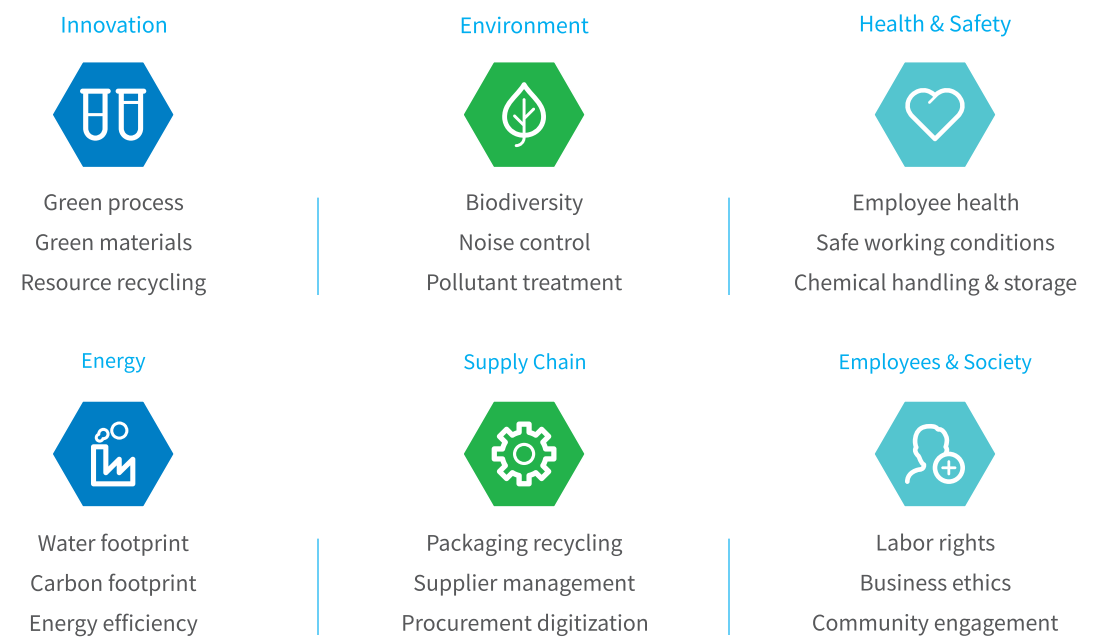 Innovation
Environment
Health & Safety
Green process
Green materials
Resource recycling
Biodiversity
Noise control
Pollutant treatment
Employee health
Safe working conditions
Chemical handling & storage
Energy
Supply Chain
Employees & Society
Water footprint
Carbon footprint
Energy efficiency
Packaging recycling
Supplier management
Procurement digitization
Labor rights
Business ethics
Community engagement